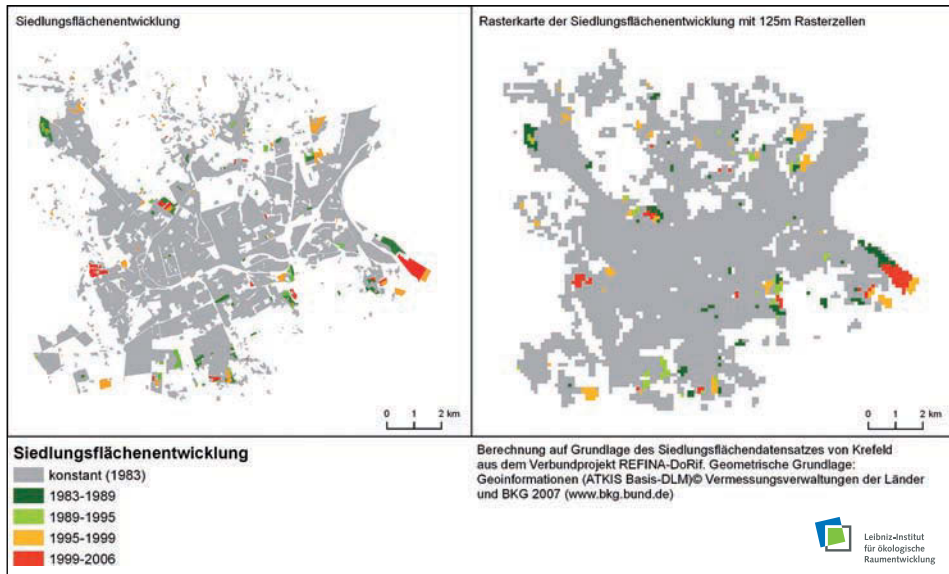 Siedlungsflächenentwicklung
Rasterkarte der Siedlungsflächenentwicklung mit 125m Rasterzellen
0 1 2 km
0 1 2 km
Siedlungsflächenentwicklung
konstant (1983)
1983-1989
1989-1995
1995-1999
1999-2006
Berechnung auf Grundlage des Siedlungsflächendatensatzes von Krefeld
aus dem Verbundprojekt REFINA-DoRif. Geometrische Grundlage:
Geoinformationen (ATKIS Basis-DLM)© Vermessungsverwaltungen der Länder
und BKG 2007 (www.bkg.bund.de)
Leibniz-Institut
für ökologische
Raumentwicklung